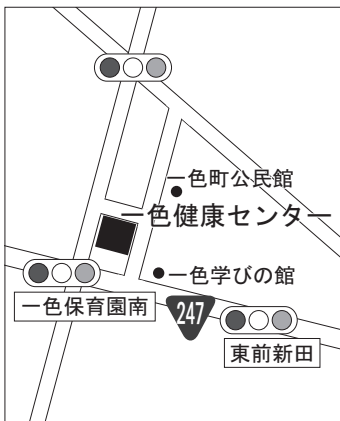 一色町公民館
一色健康センター
一色学びの館
一色保育園南
247
東前新田